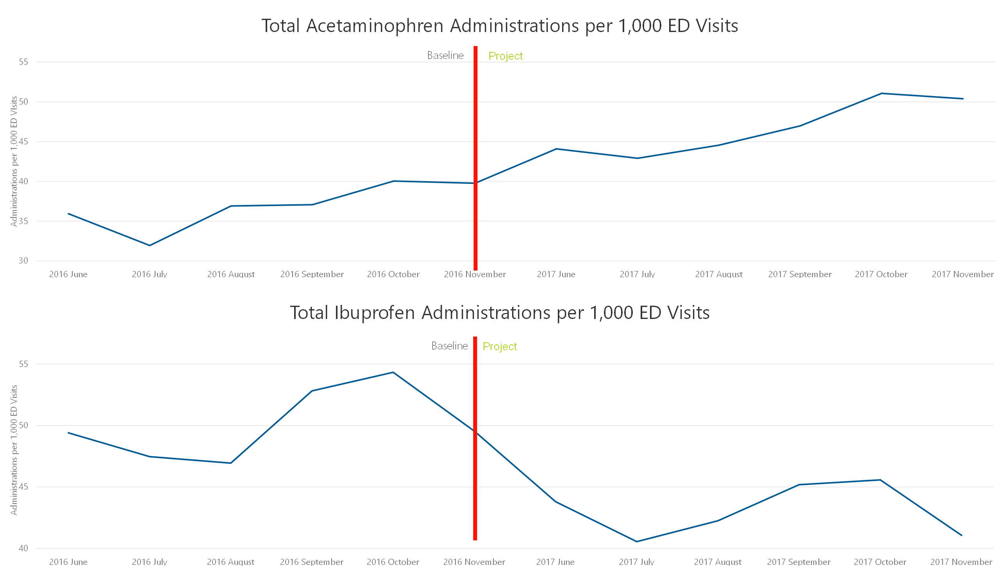 Total Acetaminophren Administrations per 1,000 ED Visits
Baseline
Project
Administrations per 1,000 ED VIsits
55
50
45
40
35
30
2016 June
2016 July
2016 August
2016 September
2016 October
2016 November
2017 June
2017 July
2017 August
2017 September
2017 October
2017 November
Total Ibuprofen Administrations per 1,000 ED Visits
Baseline
Project
Administrations per 1,000 ED Visits
55
50
45
40
2016 June
2016 July
2016 August
2016 September
2016 October
2016 November
2017 June
2017 July
2017 August
2017 September
2017 October
2017 November